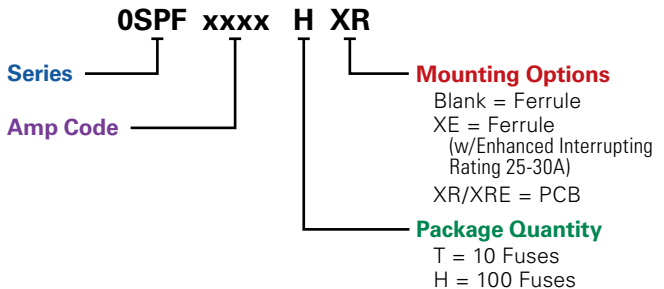 0SPF xxxx H XR
Series
Amp Code
Mounting Options
Blank = Ferrule
XE = Ferrule
(w/Enhanced Interrupting
Rating 25-30A)
XR/XRE = PCB
Package Quantity
T = 10 Fuses
H = 100 Fuses